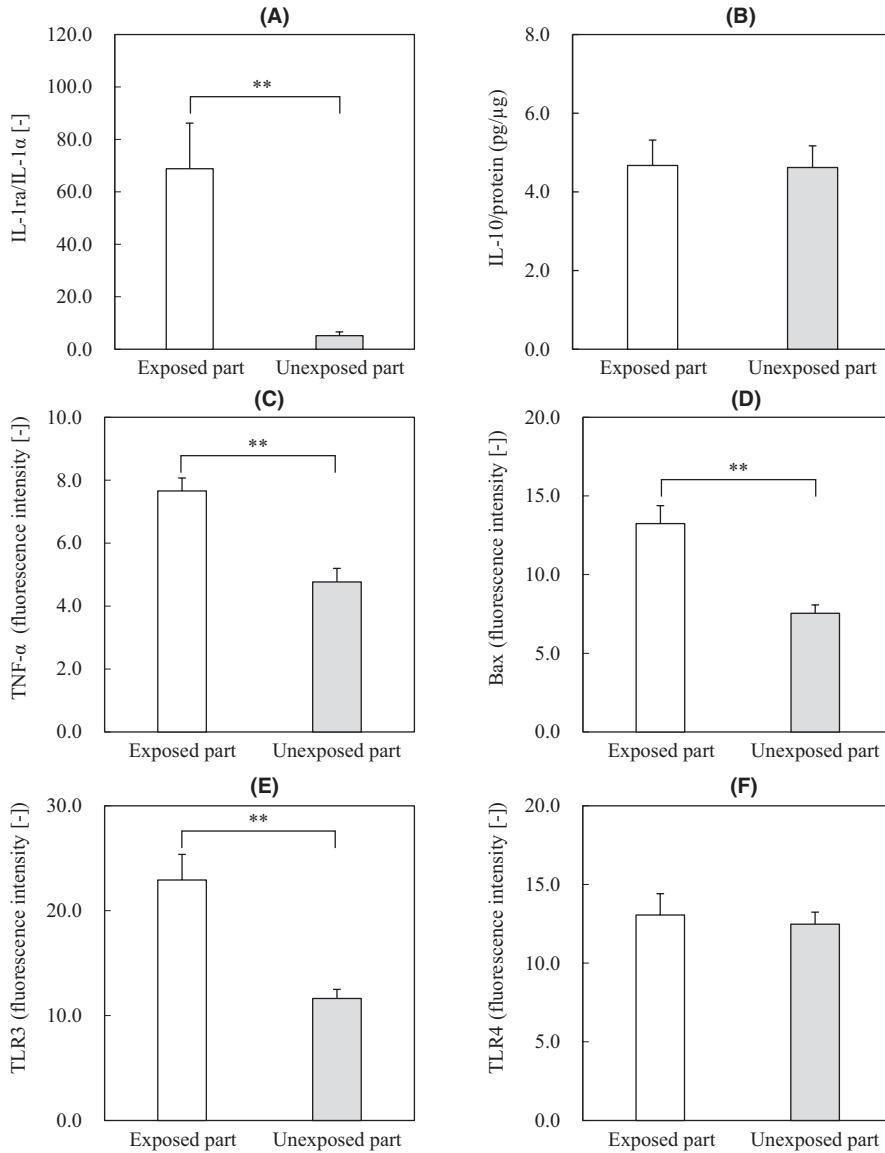 (A)
IL-1ra/IL-1α [-]
120.0
100.0
80.0
60.0
40.0
20.0
0.0
**
Exposed part Unexposed part
(B)
IL-10/protein (pg/μg)
8.0
6.0
4.0
2.0
0.0
Exposed part Unexposed part
(C)
TNF-α (fluorescence intensity [-])
10.0
8.0
6.0
4.0
2.0
0.0
**
Exposed part Unexposed part
(D)
Bax (fluorescence intensity [-])
20.0
15.0
10.0
5.0
0.0
**
Exposed part Unexposed part
(E)
TLR3 (fluorescence intensity [-])
30.0
20.0
10.0
0.0
**
Exposed part Unexposed part
(F)
TLR4 (fluorescence intensity [-])
20.0
15.0
10.0
5.0
0.0
Exposed part Unexposed part